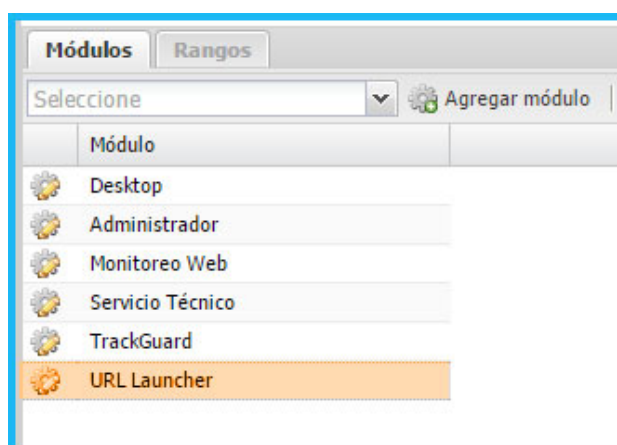 Módulos Rangos
Seleccione Agregar módulo
Módulo
Desktop
Administrador
Monitoreo Web
Servicio Técnico
TrackGuard
URL Launcher